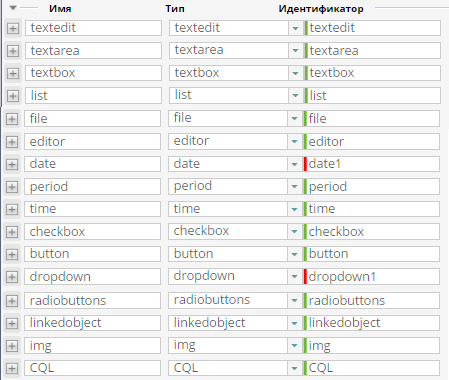 Имя Тип Идентификатор
textedit textedit textedit
textarea textarea textarea
textbox textbox textbox
list list list
file file file
editor editor editor
date date date1
period period period
time time time
checkbox checkbox checkbox
button button button
dropdown dropdown dropdown1
radiobuttons radiobuttons radiobuttons
linkedobject linkedobject linkedobject
img img img
CQL CQL CQL